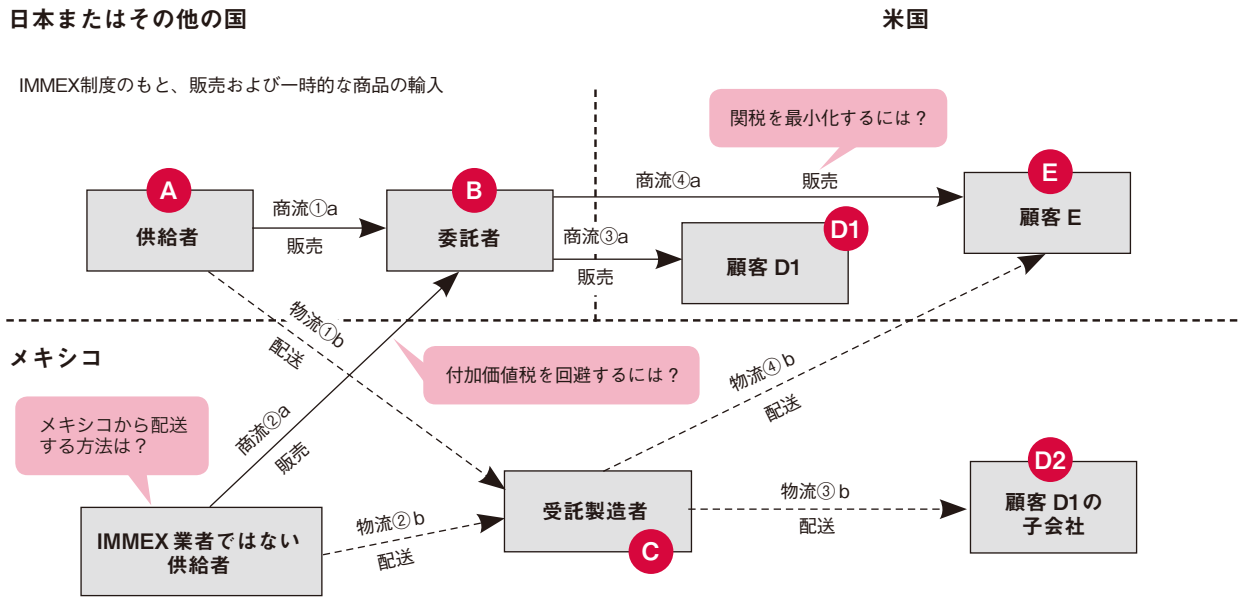 日本またはその他の国
米国
IMMEX制度のもと、販売および一時的な商品の輸入
関税を最小化するには？
A
供給者
商流①a
販売
B
委託者
商流④a
販売
商流③a
販売
D1
顧客 D1
E
顧客 E
メキシコ
物流①b
配送
付加価値税を回避するには？
メキシコから配送
する方法は？
商流②a
販売
物流④b
配送
IMMEX 業者ではない
供給者
物流②b
配送
受託製造者
C
物流③b
配送
D2
顧客 D1の
子会社